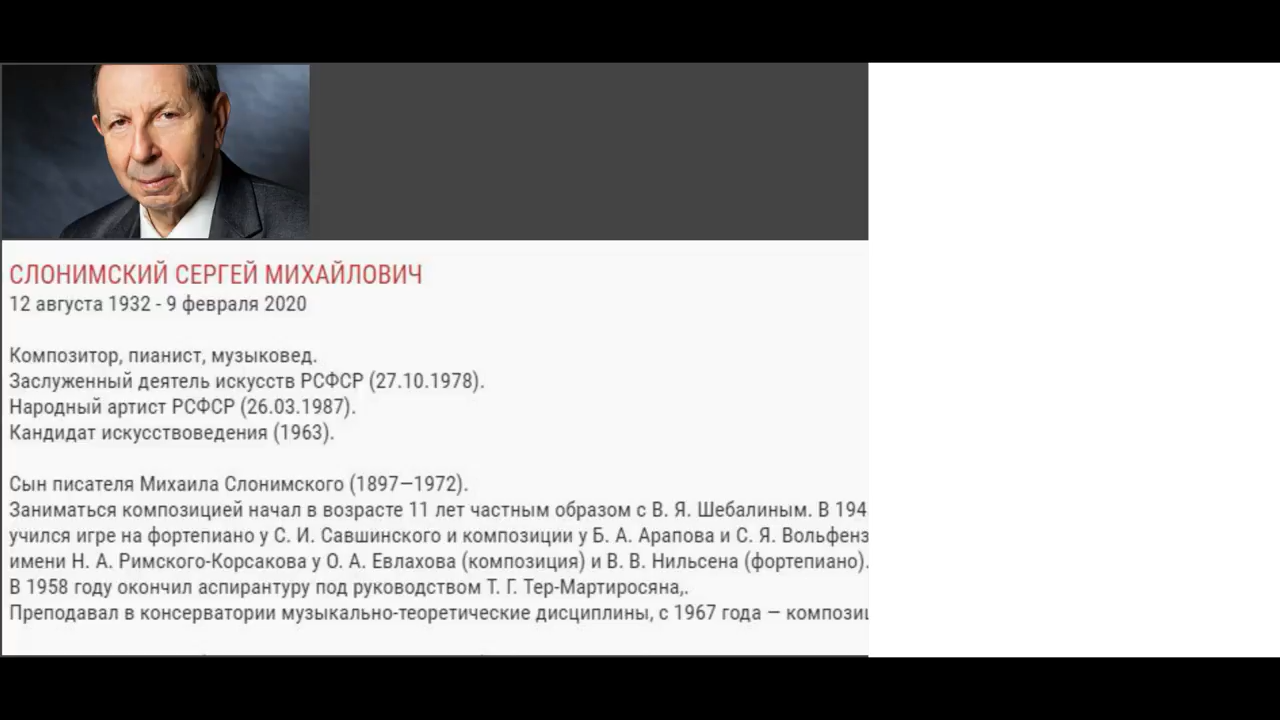 СЛОНИМСКИЙ СЕРГЕЙ МИХАЙЛОВИЧ
12 августа 1932 - 9 февраля 2020
Композитор, пианист, музыковед.
Заслуженный деятель искусств РСФСР (27.10.1978).
Народный артист РСФСР (26.03.1987).
Кандидат искусствоведения (1963).
Сын писателя Михаила Слонимского (1897—1972).
Заниматься композицией начал в возрасте 11 лет частным образом с В. Я. Шебалиным. В 194
учился игре на фортепиано у С. И. Савшинского и композиции у Б. А. Арапова и С. Я. Вольфенз
имени Н. А. Римского-Корсакова у О. А. Евлахова (композиция) и В. В. Нильсена (фортепиано).
В 1958 году окончил аспирантуру под руководством Т. Г. Тер-Мартиросяна,.
Преподавал в консерватории музыкально-теоретические дисциплины, с 1967 года — компози